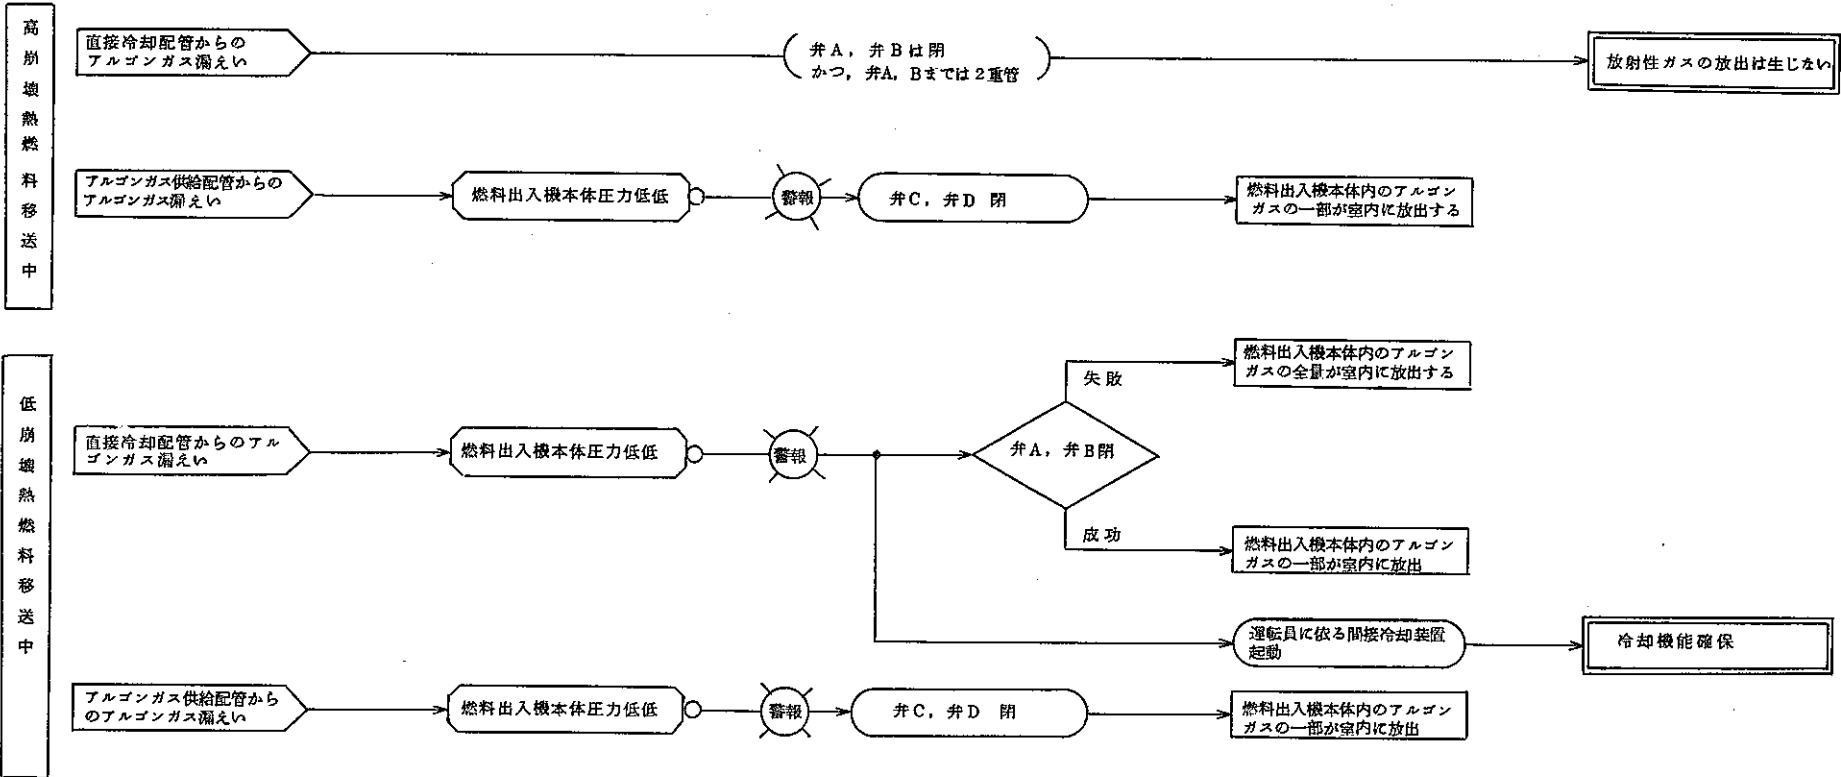 高崩壊熱燃料移送中
直接冷却配管からの
アルゴンガス漏えい
弁A，弁Bは閉
かつ，弁A，Bまでは2重管
放射性ガスの放出は生じない
アルゴンガス供給配管からの
アルゴンガス漏えい
燃料出入機本体圧力低低
警報
弁C，弁D 閉
燃料出入機本体内のアルゴン
ガスの一部が室内に放出する
低崩壊熱燃料移送中
直接冷却配管からのアル
ゴンガス漏えい
燃料出入機本体圧力低低
警報
弁A，弁B閉
失敗
燃料出入機本体内のアルゴン
ガスの全量が室内に放出する
成功
燃料出入機本体内のアルゴン
ガスの一部が室内に放出
運転員に依る間接冷却装置
起動
冷却機能確保
アルゴンガス供給配管から
のアルゴンガス漏えい
燃料出入機本体圧力低低
警報
弁C，弁D 閉
燃料出入機本体内のアルゴン
ガスの一部が室内に放出